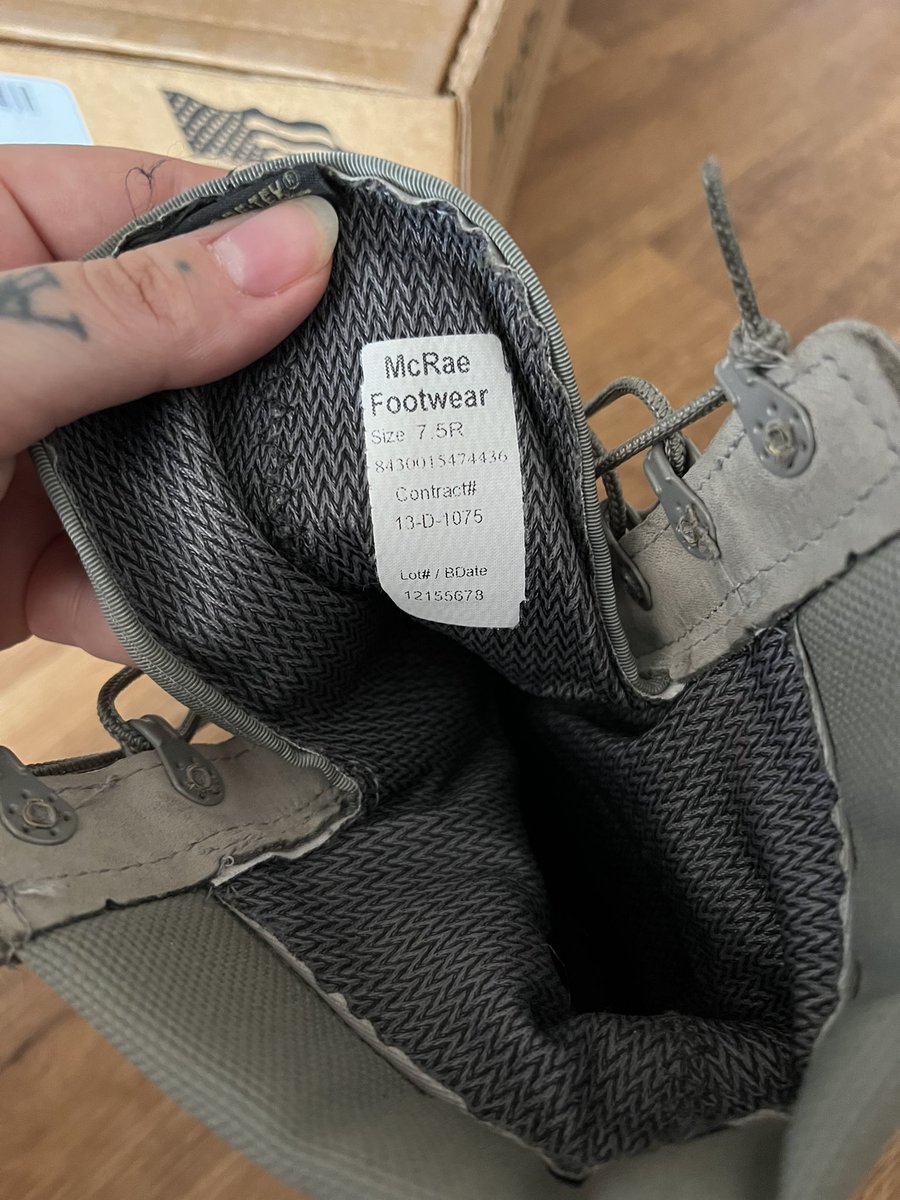 McRae
Footwear
Size 7.5R
8430015474436
Contract#
13-D-1075
Lot# / BDate
12155678